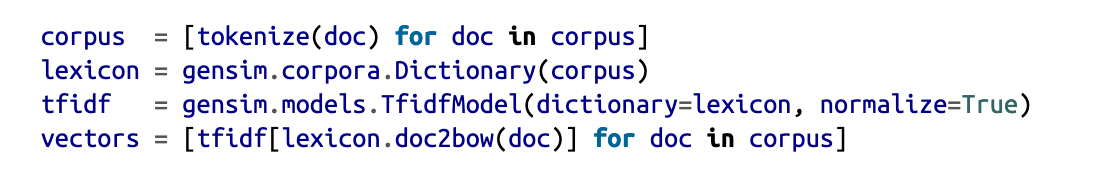 corpus  = [tokenize(doc) for doc in corpus]
lexicon = gensim.corpora.Dictionary(corpus)
tfidf   = gensim.models.TfidfModel(dictionary=lexicon, normalize=True)
vectors = [tfidf[lexicon.doc2bow(doc)] for doc in corpus]